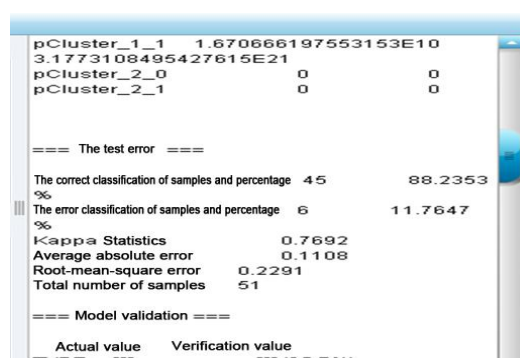 pCluster_1_1 1.670666197553153E10
3.1773108495427615E21
pCluster_2_0 0 0
pCluster_2_1 0 0
=== The test error ===
The correct classification of samples and percentage 45 88.2353
%
The error classification of samples and percentage 6 11.7647
%
Kappa Statistics 0.7692
Average absolute error 0.1108
Root-mean-square error 0.2291
Total number of samples 51
=== Model validation ===
Actual value Verification value